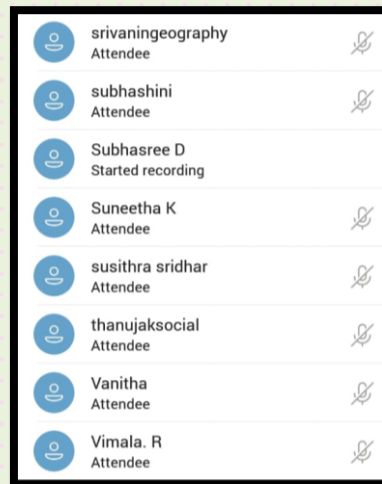 srivaningeography
Attendee
subhashini
Attendee
Subhasree D
Started recording
Suneetha K
Attendee
susithra sridhar
Attendee
thanujaksocial
Attendee
Vanitha
Attendee
Vimala. R
Attendee